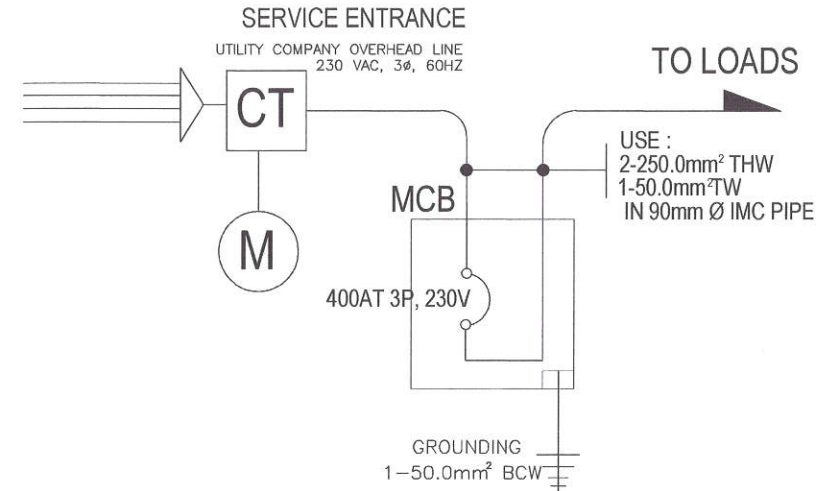 SERVICE ENTRANCE
UTILITY COMPANY OVERHEAD LINE
230 VAC, 3ø, 60HZ
TO LOADS
CT
USE :
2-250.0mm² THW
1-50.0mm²TW
IN 90mm Ø IMC PIPE
MCB
M
400AT 3P, 230V
GROUNDING
1-50.0mm² BCW